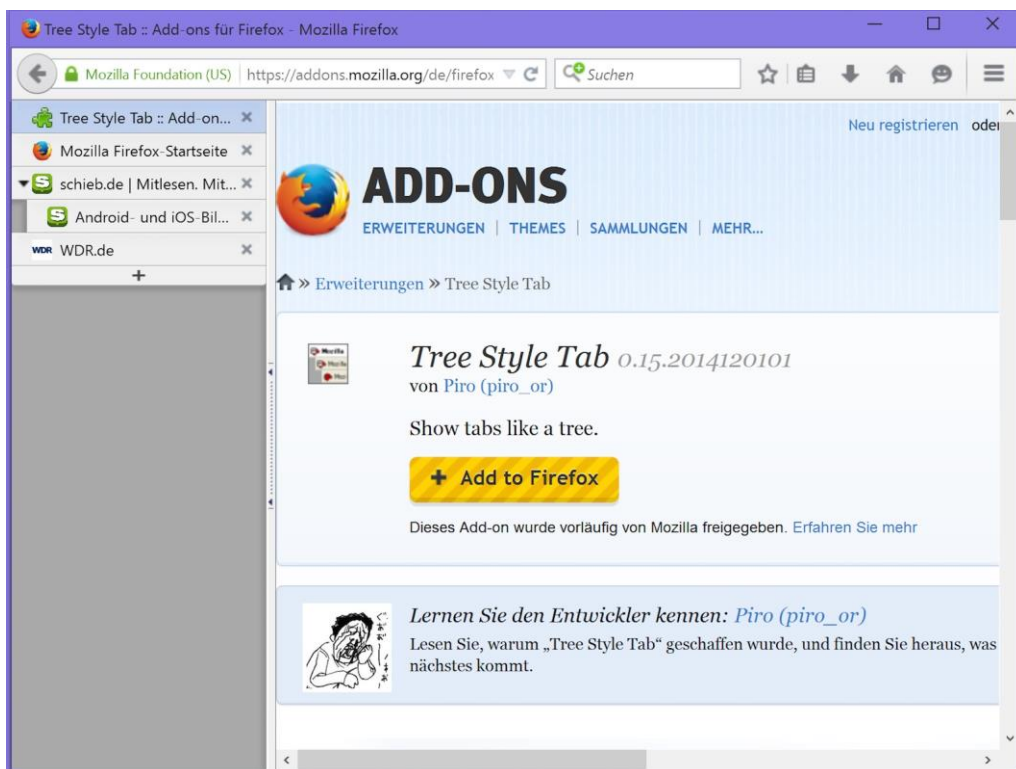 Tree Style Tab :: Add-ons für Firefox - Mozilla Firefox
Mozilla Foundation (US) https://addons.mozilla.org/de/firefox Suchen
Tree Style Tab :: Add-on...
Mozilla Firefox-Startseite
schieb.de | Mitlesen. Mit...
Android- und iOS-Bil...
WDR WDR.de
+
Neu registrieren oder
ADD-ONS
ERWEITERUNGEN | THEMES | SAMMLUNGEN | MEHR...
» Erweiterungen » Tree Style Tab
Tree Style Tab 0.15.2014120101
von Piro (piro_or)
Show tabs like a tree.
+ Add to Firefox
Dieses Add-on wurde vorläufig von Mozilla freigegeben. Erfahren Sie mehr
Lernen Sie den Entwickler kennen: Piro (piro_or)
Lesen Sie, warum „Tree Style Tab“ geschaffen wurde, und finden Sie heraus, was
nächstes kommt.